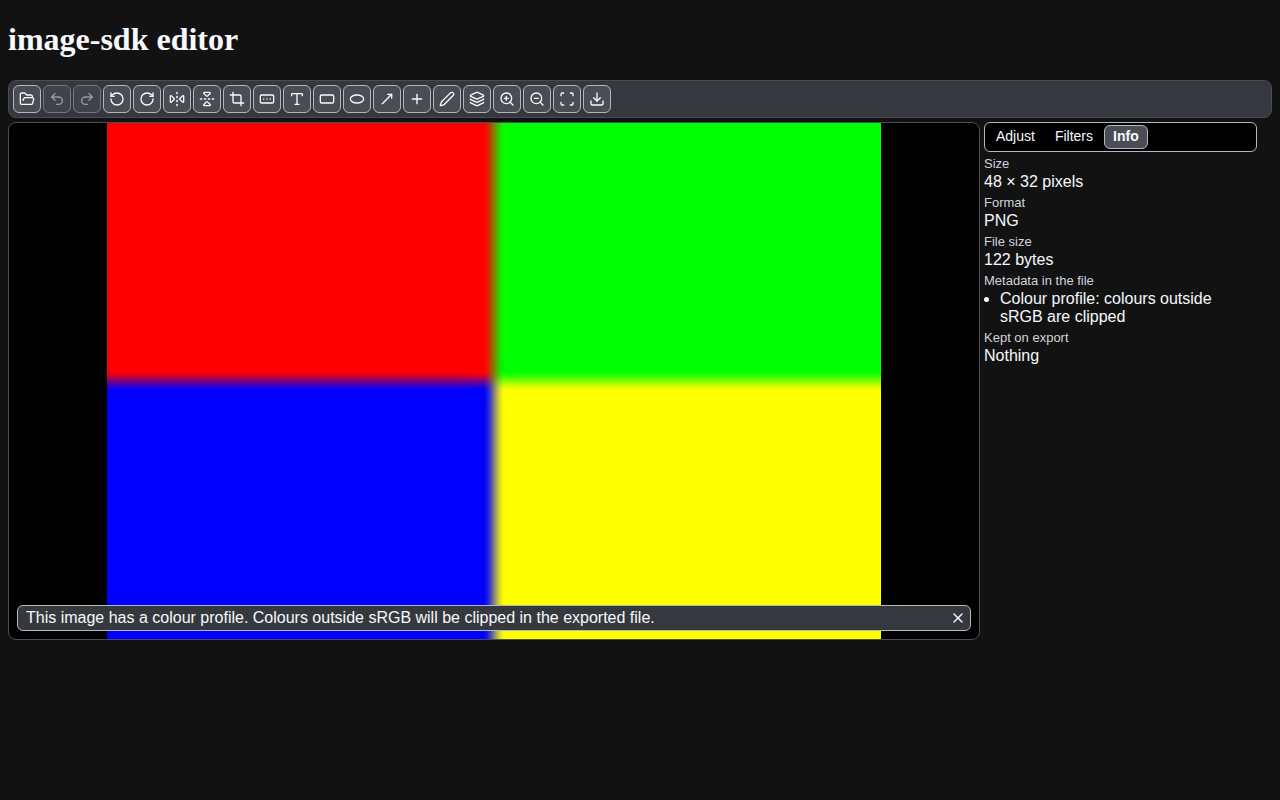 image-sdk editor
Adjust Filters Info
Size
48 × 32 pixels
Format
PNG
File size
122 bytes
Metadata in the file
Colour profile: colours outside
sRGB are clipped
Kept on export
Nothing
This image has a colour profile. Colours outside sRGB will be clipped in the exported file.